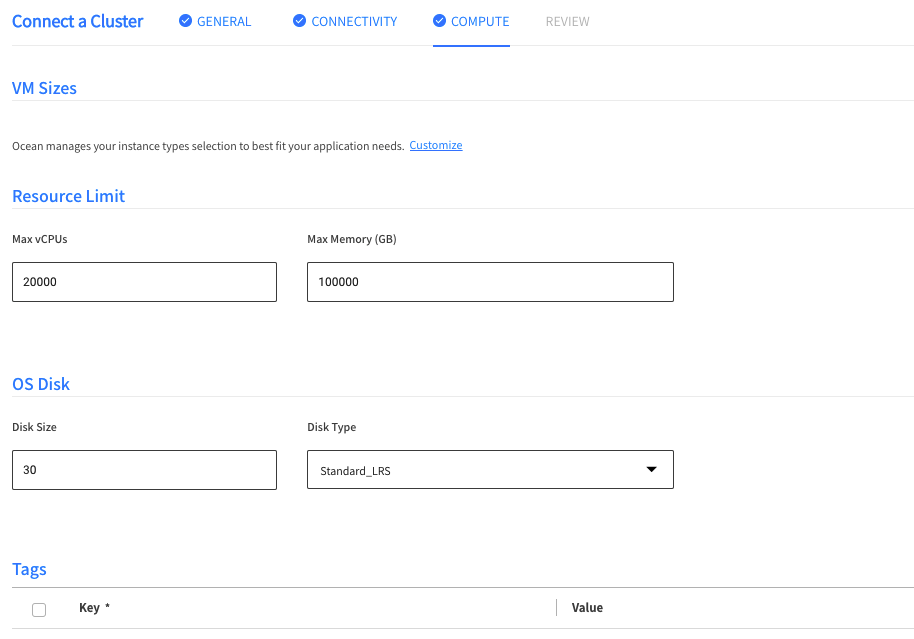 Connect a Cluster GENERAL CONNECTIVITY COMPUTE REVIEW
VM Sizes
Ocean manages your instance types selection to best fit your application needs. Customize
Resource Limit
Max vCPUs Max Memory (GB)
20000 100000
OS Disk
Disk Size Disk Type
30 Standard_LRS
Tags
Key * Value